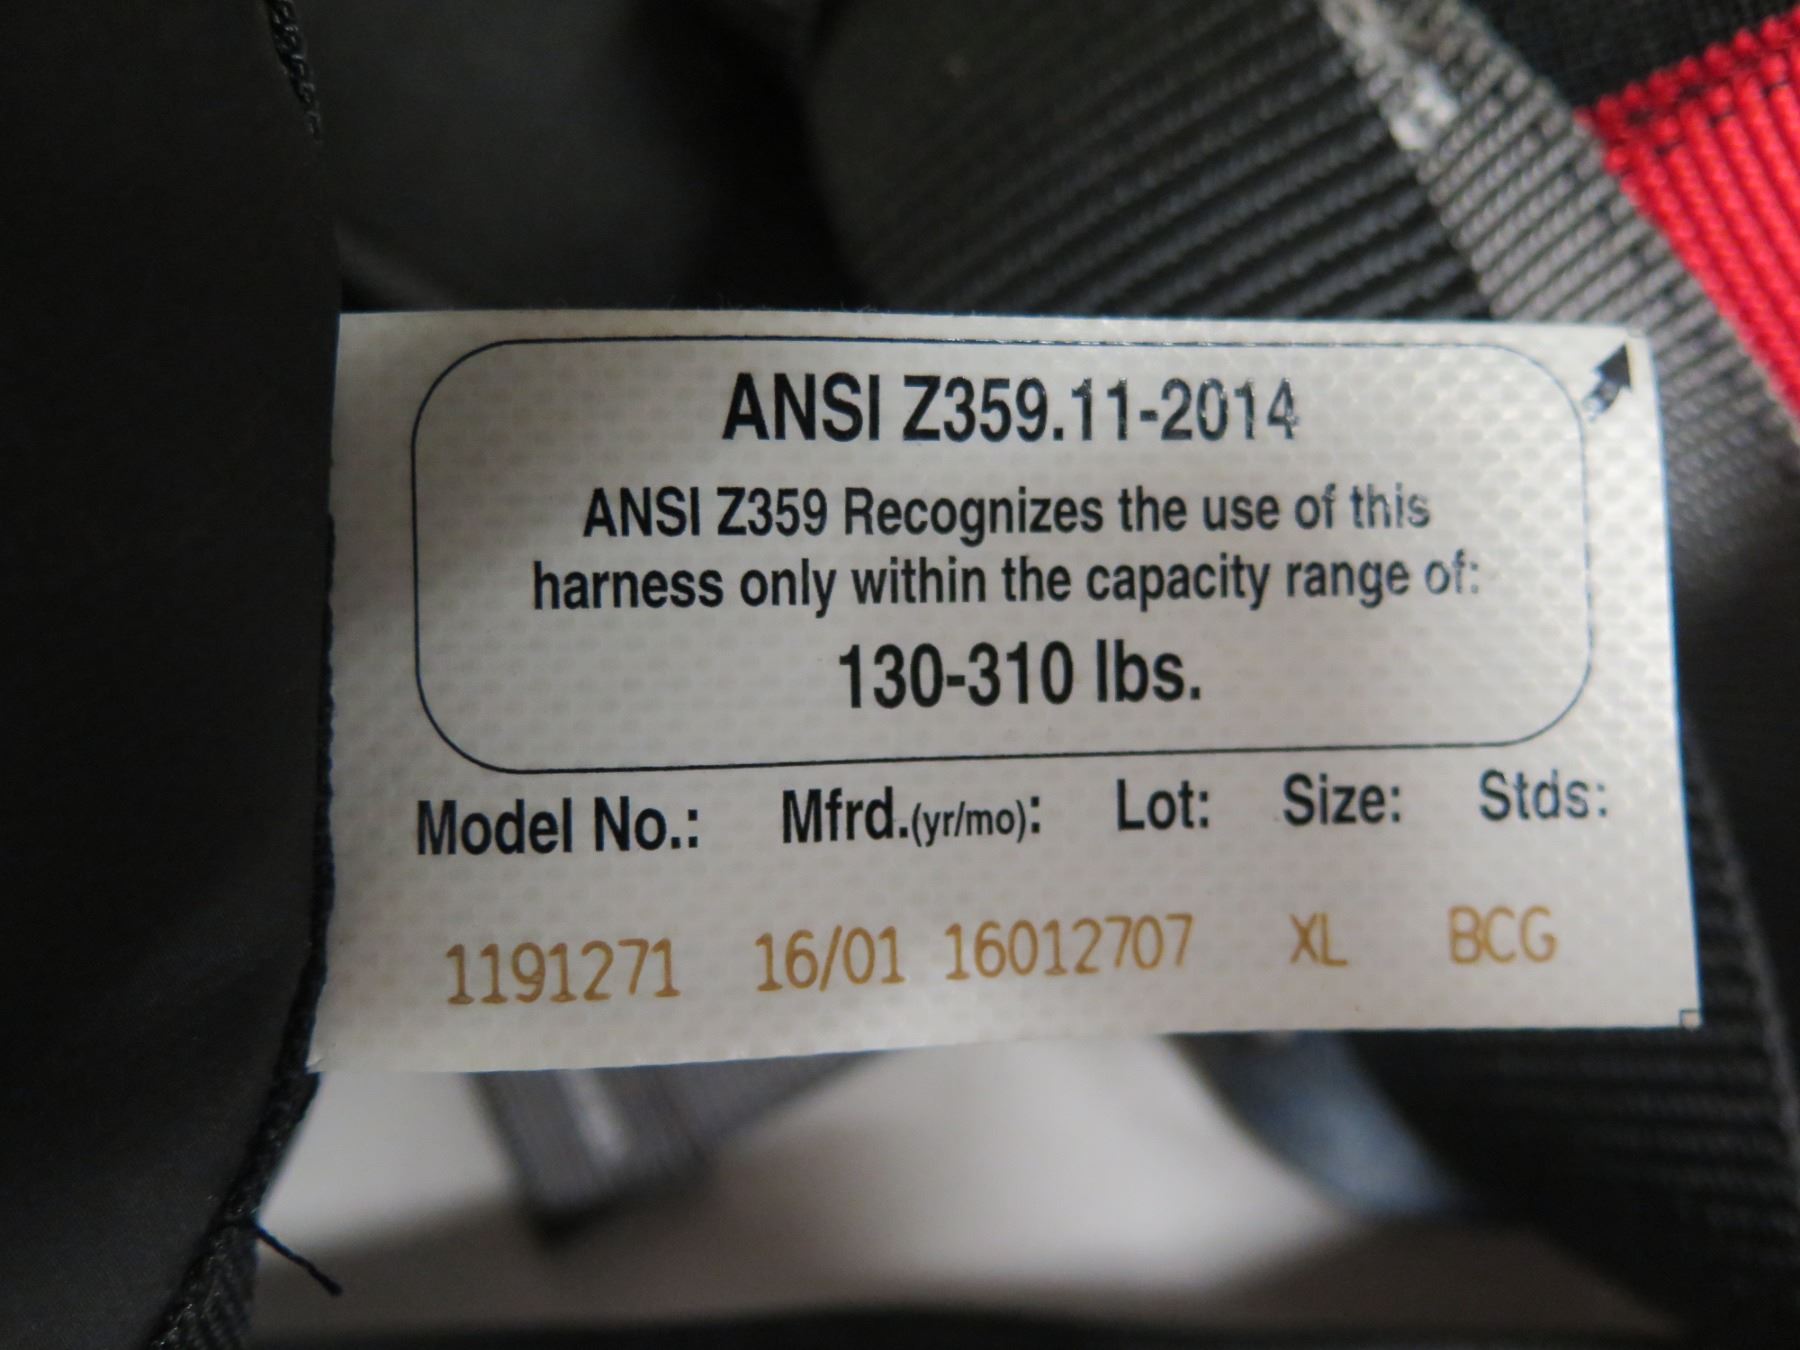 ANSI Z359.11-2014
ANSI Z359 Recognizes the use of this
harness only within the capacity range of:
130-310 lbs.
Model No.: Mfrd.(yr/mo): Lot: Size: Stds:
1191271 16/01 16012707 XL BCG